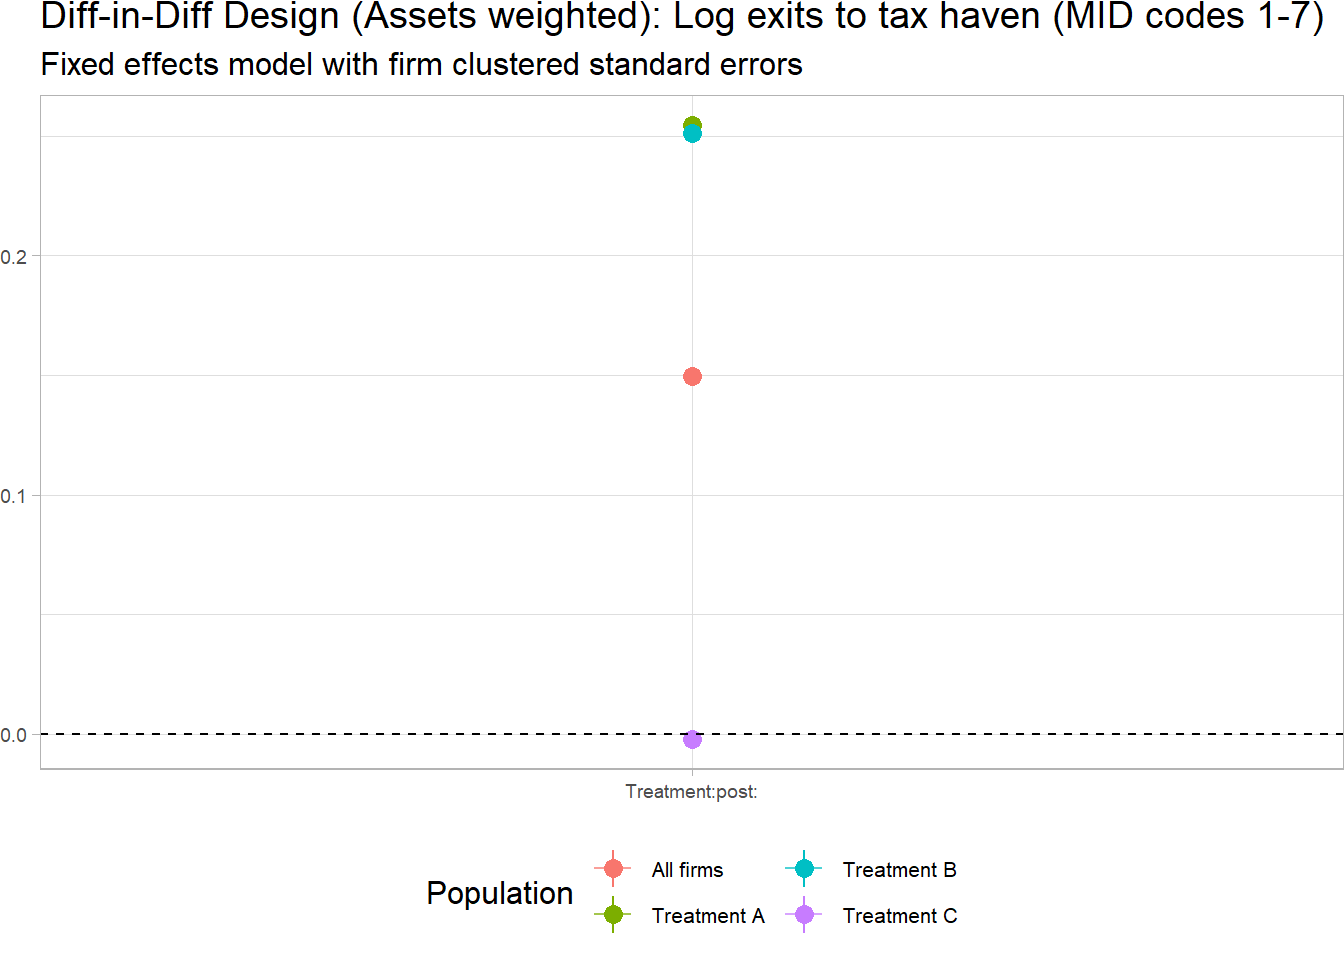 Diff-in-Diff Design (Assets weighted): Log exits to tax haven (MID codes 1-7)
Fixed effects model with firm clustered standard errors
0.2
0.1
0.0
Treatment:post:
Population
All firms
Treatment B
Treatment A
Treatment C